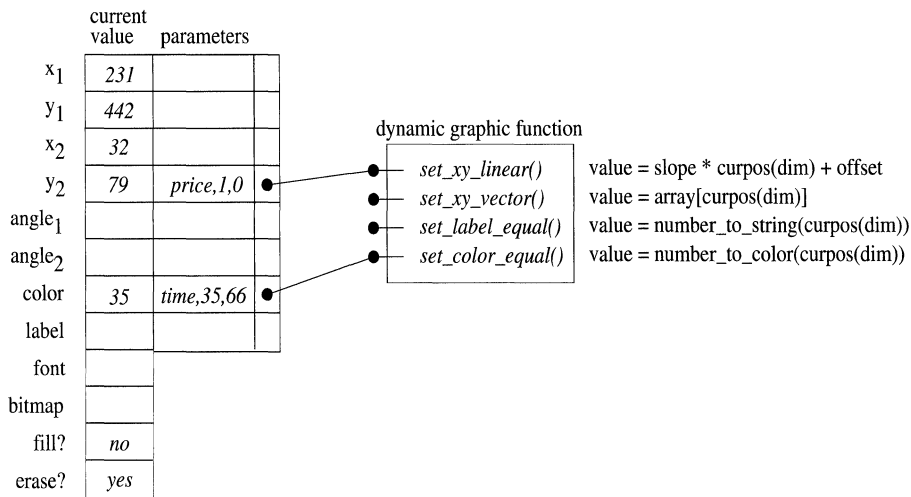 current
value parameters
x1 231
y1 442
x2 32
y2 79 price,1,0
angle1
angle2
color 35 time,35,66
label
font
bitmap
fill? no
erase? yes
dynamic graphic function
set_xy_linear() value = slope * curpos(dim) + offset
set_xy_vector() value = array[curpos(dim)]
set_label_equal() value = number_to_string(curpos(dim))
set_color_equal() value = number_to_color(curpos(dim))